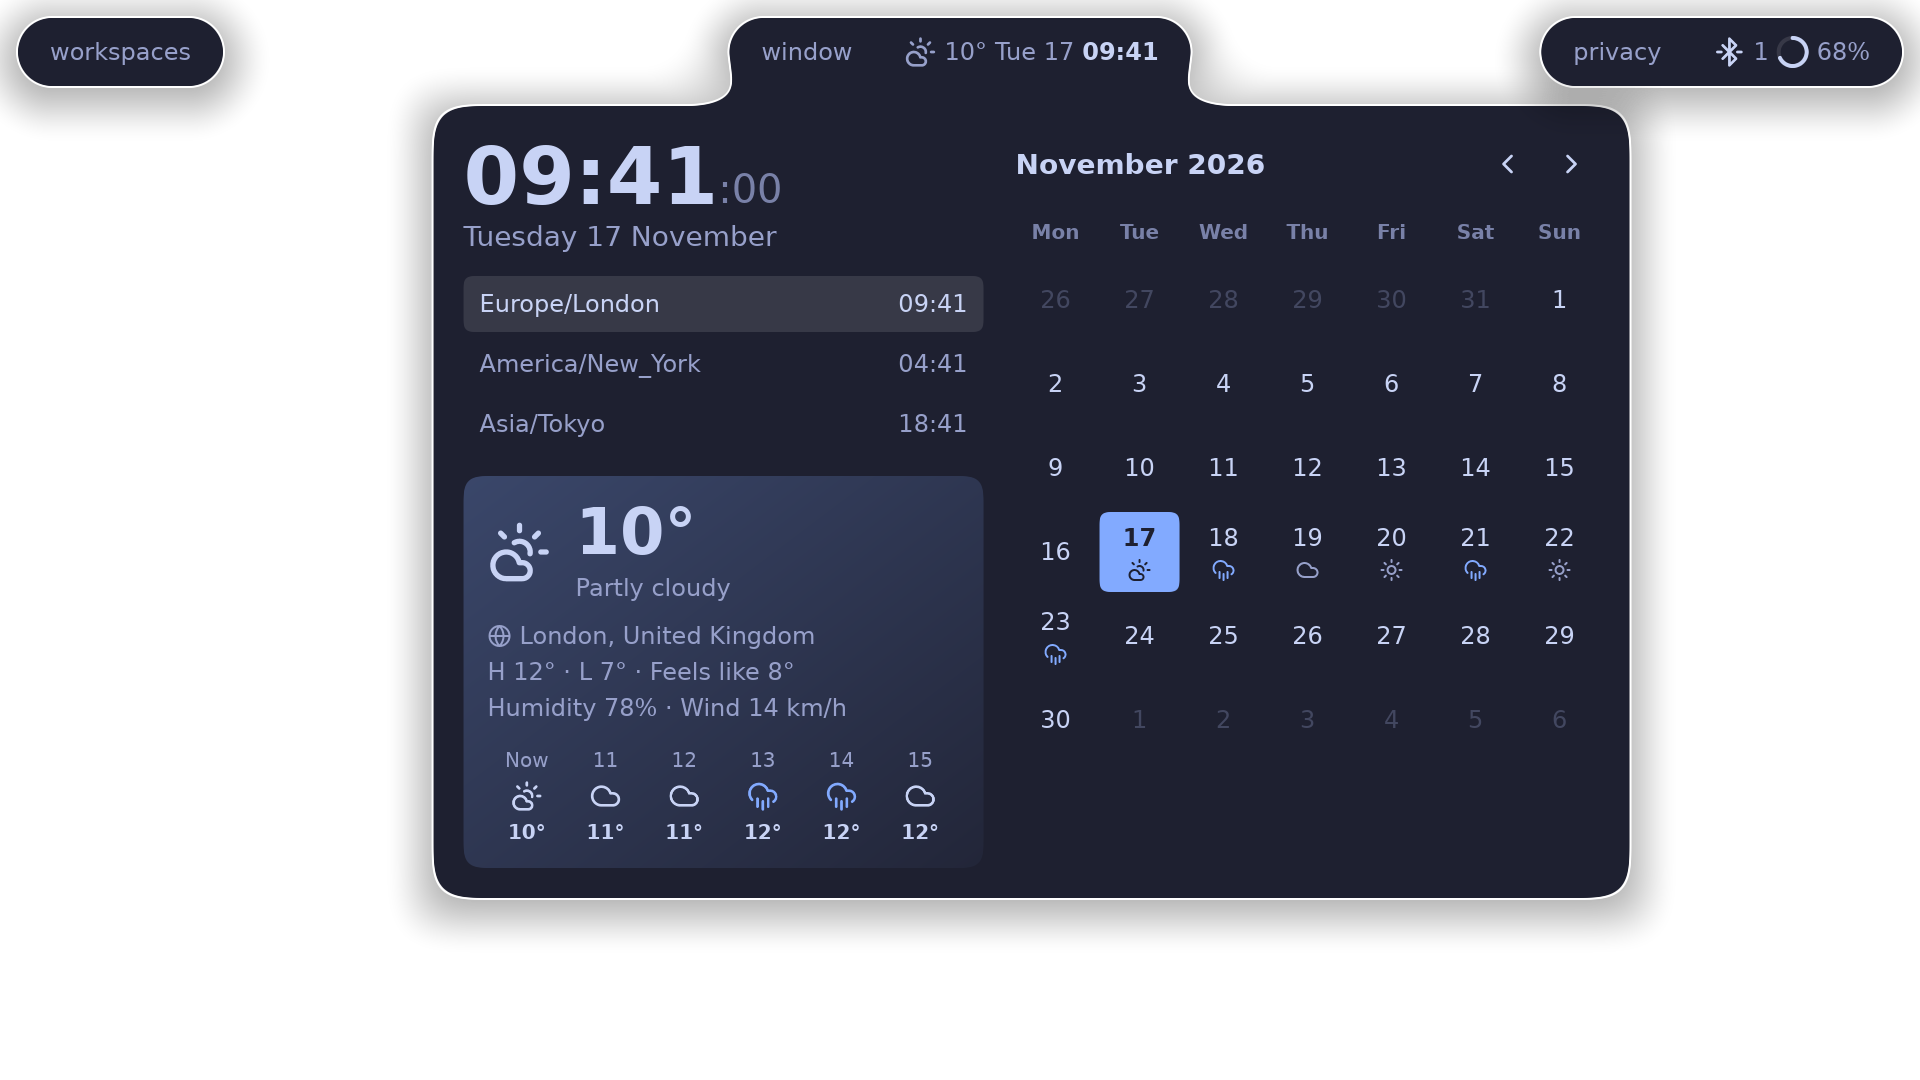 workspaces
window 10° Tue 17 09:41
privacy 1 68%
09:41:00
Tuesday 17 November
Europe/London 09:41
America/New_York 04:41
Asia/Tokyo 18:41
10°
Partly cloudy
London, United Kingdom
H 12° · L 7° · Feels like 8°
Humidity 78% · Wind 14 km/h
Now 11 12 13 14 15
10° 11° 11° 12° 12° 12°
November 2026
Mon Tue Wed Thu Fri Sat Sun
26 27 28 29 30 31 1
2 3 4 5 6 7 8
9 10 11 12 13 14 15
16 17 18 19 20 21 22
23 24 25 26 27 28 29
30 1 2 3 4 5 6